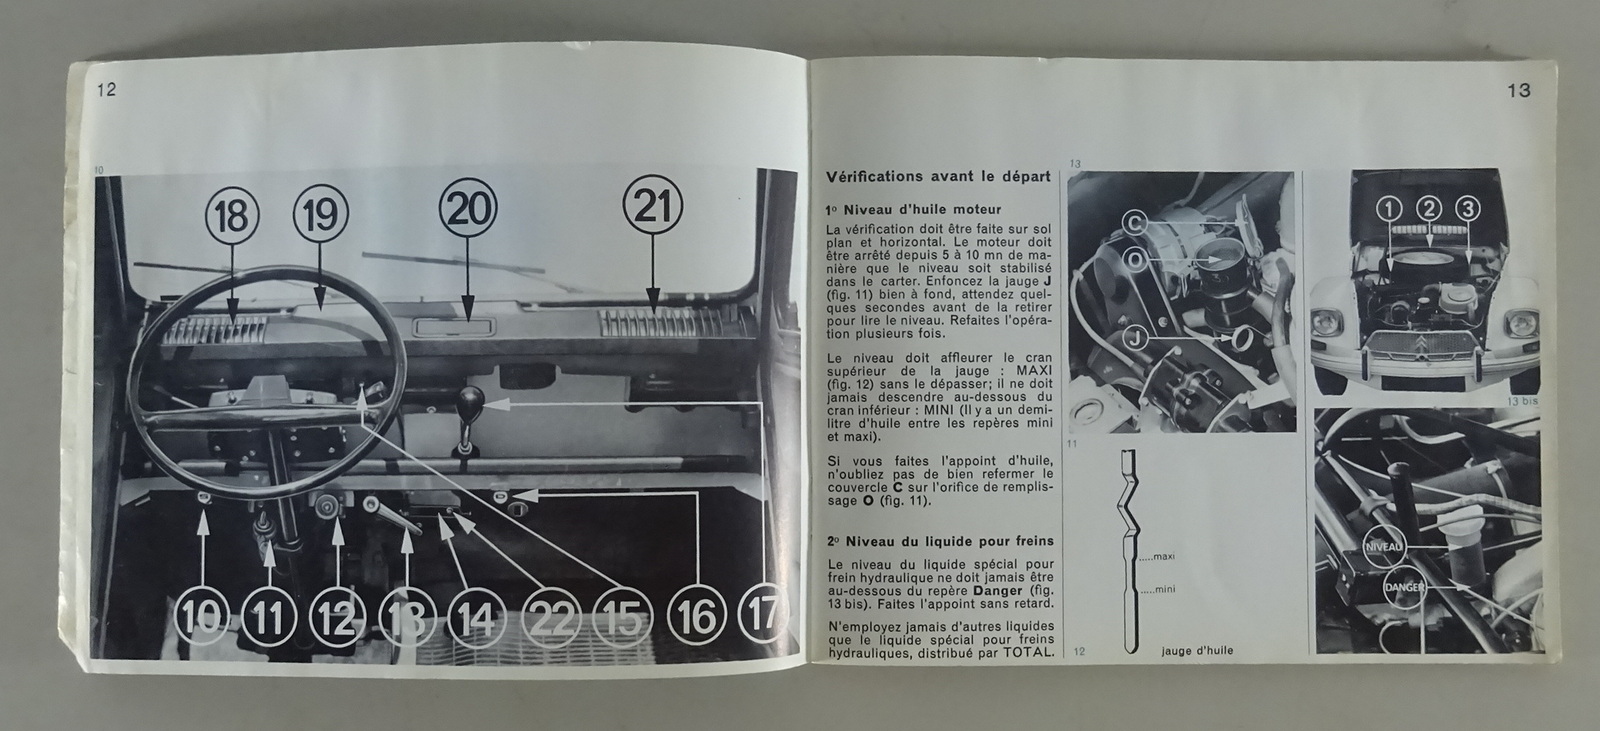 12
10
18 19 20 21
10 11 12 13 14 22 15 16 17
13
Vérifications avant le départ
1º Niveau d'huile moteur
La vérification doit être faite sur sol
plan et horizontal. Le moteur doit
être arrêté depuis 5 à 10 mn de ma-
nière que le niveau soit stabilisé
dans le carter. Enfoncez la jauge J
(fig. 11) bien à fond, attendez quel-
ques secondes avant de la retirer
pour lire le niveau. Refaites l'opéra-
tion plusieurs fois.
Le niveau doit affleurer le cran
supérieur de la jauge : MAXI
(fig. 12) sans le dépasser; il ne doit
jamais descendre au-dessous du
cran inférieur : MINI (Il y a un demi-
litre d'huile entre les repères mini
et maxi).
Si vous faites l'appoint d'huile,
n'oubliez pas de bien refermer le
couvercle C sur l'orifice de remplis-
sage O (fig. 11).
2º Niveau du liquide pour freins
Le niveau du liquide spécial pour
frein hydraulique ne doit jamais être
au-dessous du repère Danger (fig.
13 bis). Faites l'appoint sans retard.
N'employez jamais d'autres liquides
que le liquide spécial pour freins
hydrauliques, distribué par TOTAL.
13
C
O
J
11
.....maxi
.....mini
12
jauge d'huile
1 2 3
13 bis
NIVEAU
DANGER